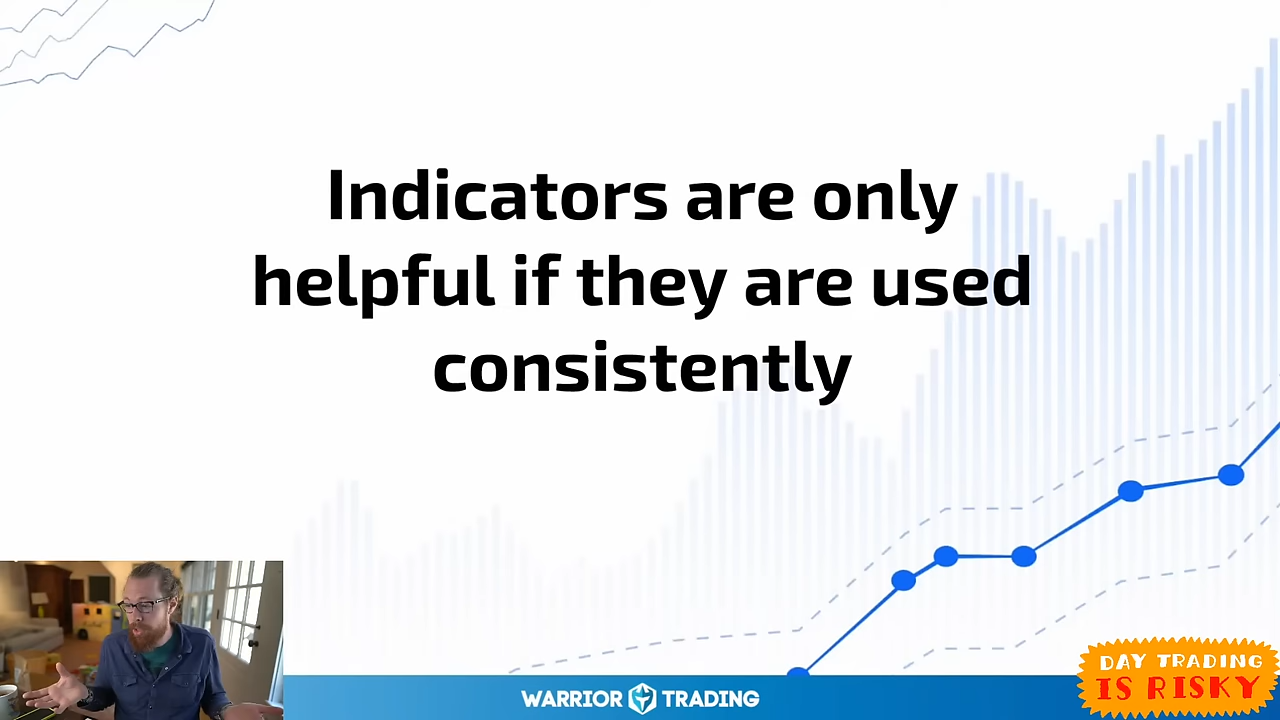 Indicators are only
helpful if they are used
consistently
WARRIOR TRADING
DAY TRADING
IS RISKY